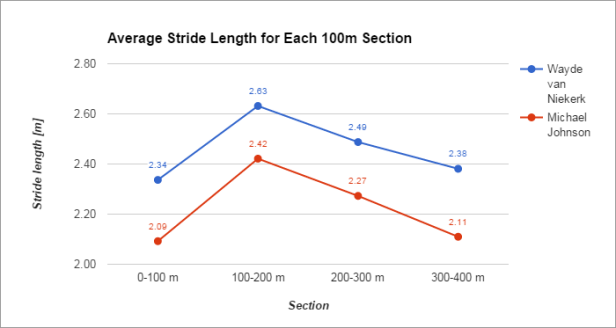 Average Stride Length for Each 100m Section
Stride length [m]
2.80
2.60
2.40
2.20
2.00
2.34
2.63
2.49
2.38
2.09
2.42
2.27
2.11
0-100 m
100-200 m
200-300 m
300-400 m
Section
Wayde
van
Niekerk
Michael
Johnson